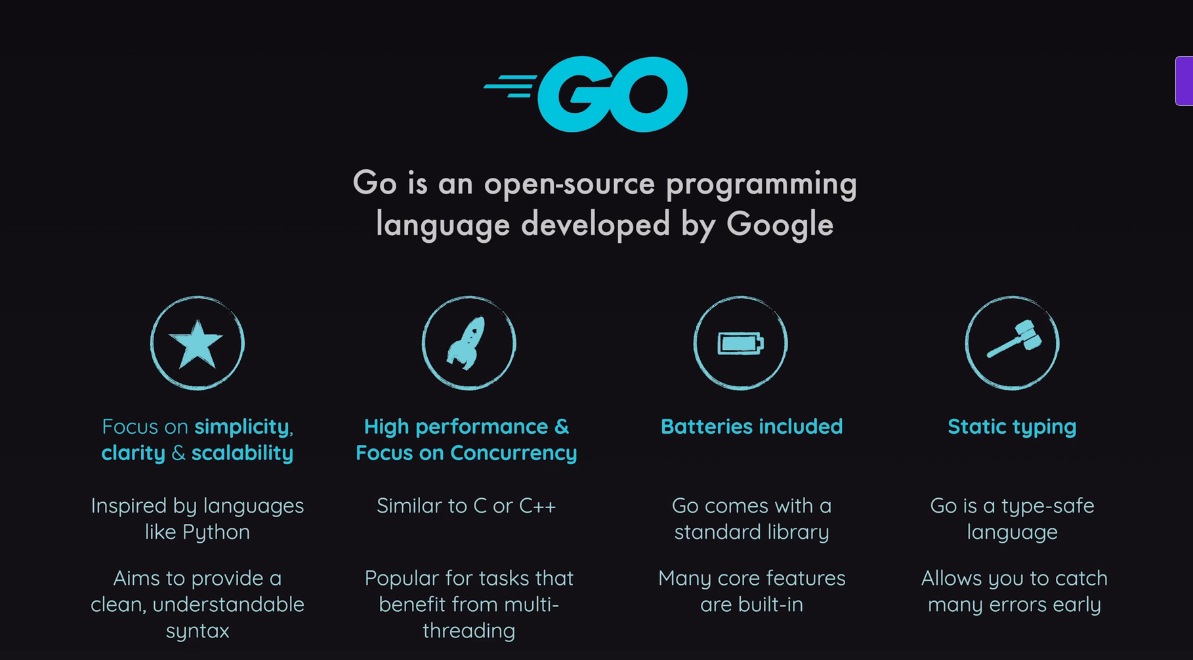 GO
Go is an open-source programming
language developed by Google
Focus on simplicity,
clarity & scalability
Inspired by languages
like Python
Aims to provide a
clean, understandable
syntax
High performance &
Focus on Concurrency
Similar to C or C++
Popular for tasks that
benefit from multi-
threading
Batteries included
Go comes with a
standard library
Many core features
are built-in
Static typing
Go is a type-safe
language
Allows you to catch
many errors early